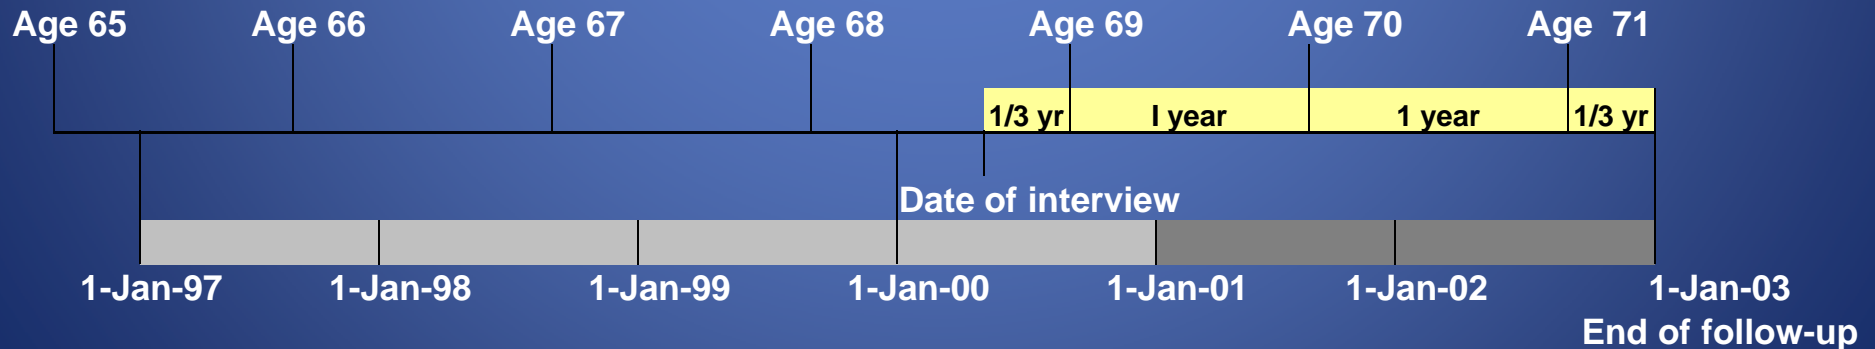 Age 65 Age 66 Age 67 Age 68 Age 69 Age 70 Age 71
1/3 yr I year 1 year 1/3 yr
Date of interview
1-Jan-97 1-Jan-98 1-Jan-99 1-Jan-00 1-Jan-01 1-Jan-02 1-Jan-03
End of follow-up